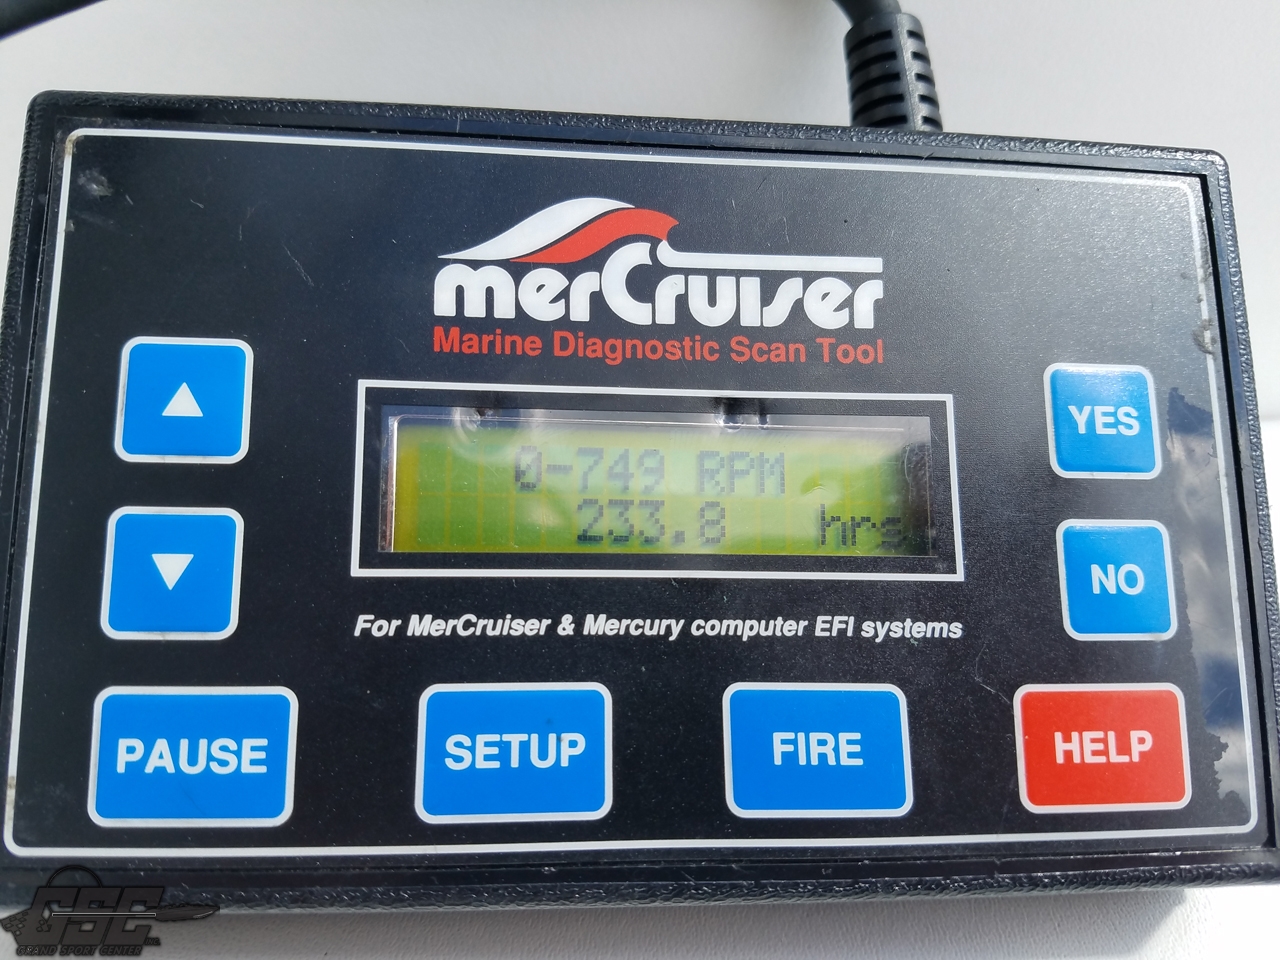 merCruiser
Marine Diagnostic Scan Tool
▲
YES
0-749 RPM
233.8 hrs
▼
NO
For MerCruiser & Mercury computer EFI systems
PAUSE
SETUP
FIRE
HELP
GSC INC.
GRAND SPORT CENTER